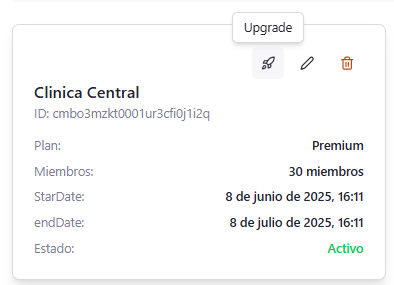 Upgrade
Clinica Central
ID: cmbo3mzkt0001ur3cfi0j1i2q
Plan: Premium
Miembros: 30 miembros
StarDate: 8 de junio de 2025, 16:11
endDate: 8 de julio de 2025, 16:11
Estado: Activo